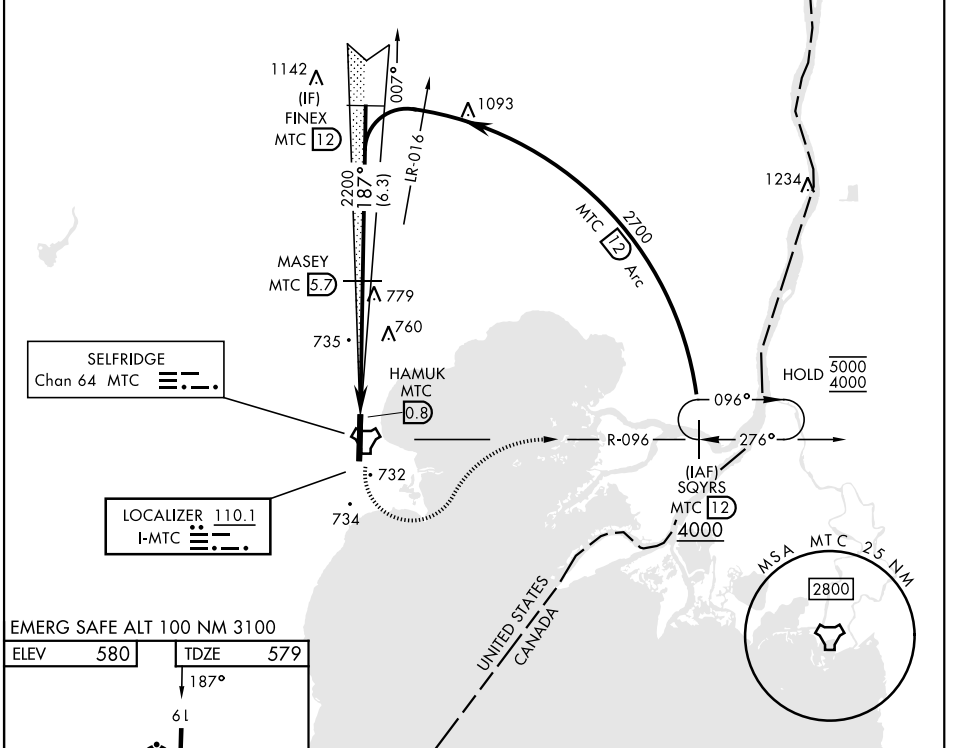 1142
(IF)
FINEX
MTC 12
007°
LR-016
1093
2200
187°
(6.3)
1234
2700
MTC 12 Arc
MASEY
MTC 5.7
779
760
735
SELFRIDGE
Chan 64 MTC
HAMUK
MTC
0.8
HOLD 5000
4000
096°
R-096
276°
(IAF)
SQYRS
MTC 12
4000
732
734
LOCALIZER 110.1
I-MTC
MSA MTC 25 NM
2800
UNITED STATES
CANADA
EMERG SAFE ALT 100 NM 3100
ELEV 580
TDZE 579
187°
19